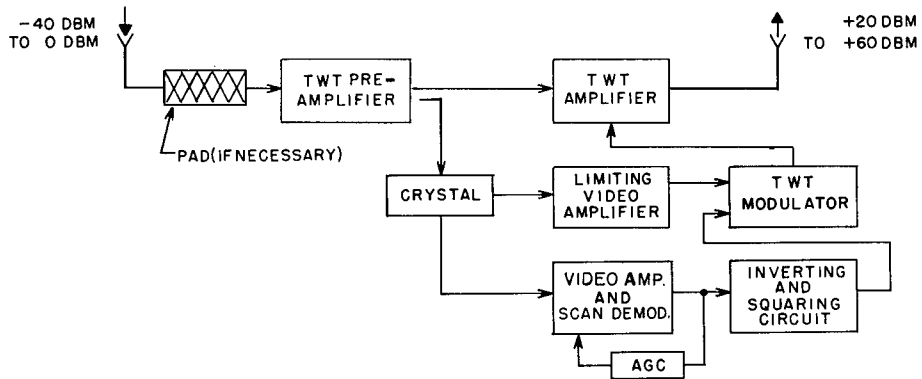 -40 DBM
TO 0 DBM
+20 DBM
TO +60 DBM
TWT PRE-
AMPLIFIER
TWT
AMPLIFIER
PAD(IF NECESSARY)
CRYSTAL
LIMITING
VIDEO
AMPLIFIER
TWT
MODULATOR
VIDEO AMP.
AND
SCAN DEMOD.
INVERTING
AND
SQUARING
CIRCUIT
AGC